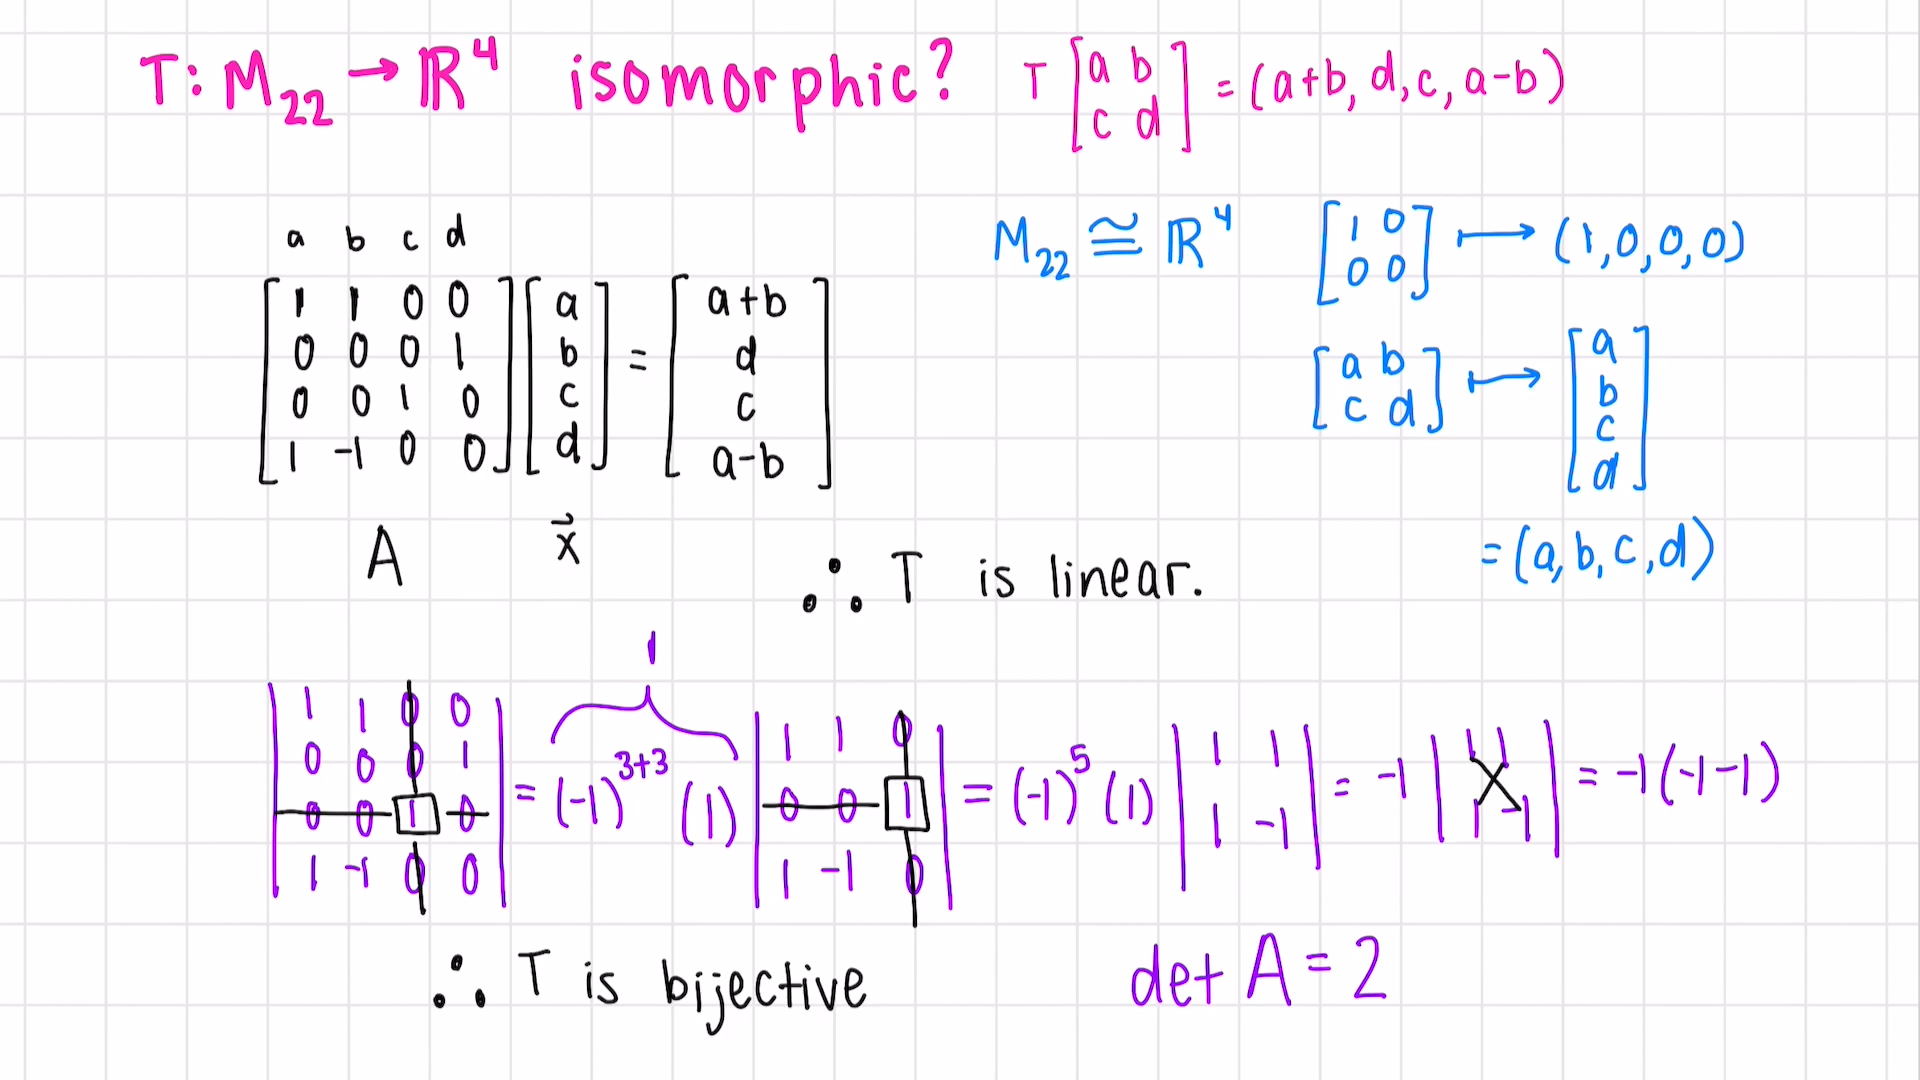 T: M₂₂ → ℝ⁴ isomorphic? T [a b; c d] = (a+b, d, c, a-b)
a b c d
[1 1 0 0; 0 0 0 1; 0 0 1 0; 1 -1 0 0] [a; b; c; d] = [a+b; d; c; a-b]
A x⃗
M₂₂ ≅ ℝ⁴ [1 0; 0 0] ↦ (1,0,0,0)
[a b; c d] ↦ [a; b; c; d]
= (a,b,c,d)
∴ T is linear.
1
|1 1 0 0; 0 0 0 1; 0 0 1 0; 1 -1 0 0| = (-1)³⁺³ (1) |1 1 0; 0 0 1; 1 -1 0| = (-1)⁵ (1) |1 1; 1 -1| = -1 |1 1; 1 -1| = -1(-1-1)
∴ T is bijective
det A = 2